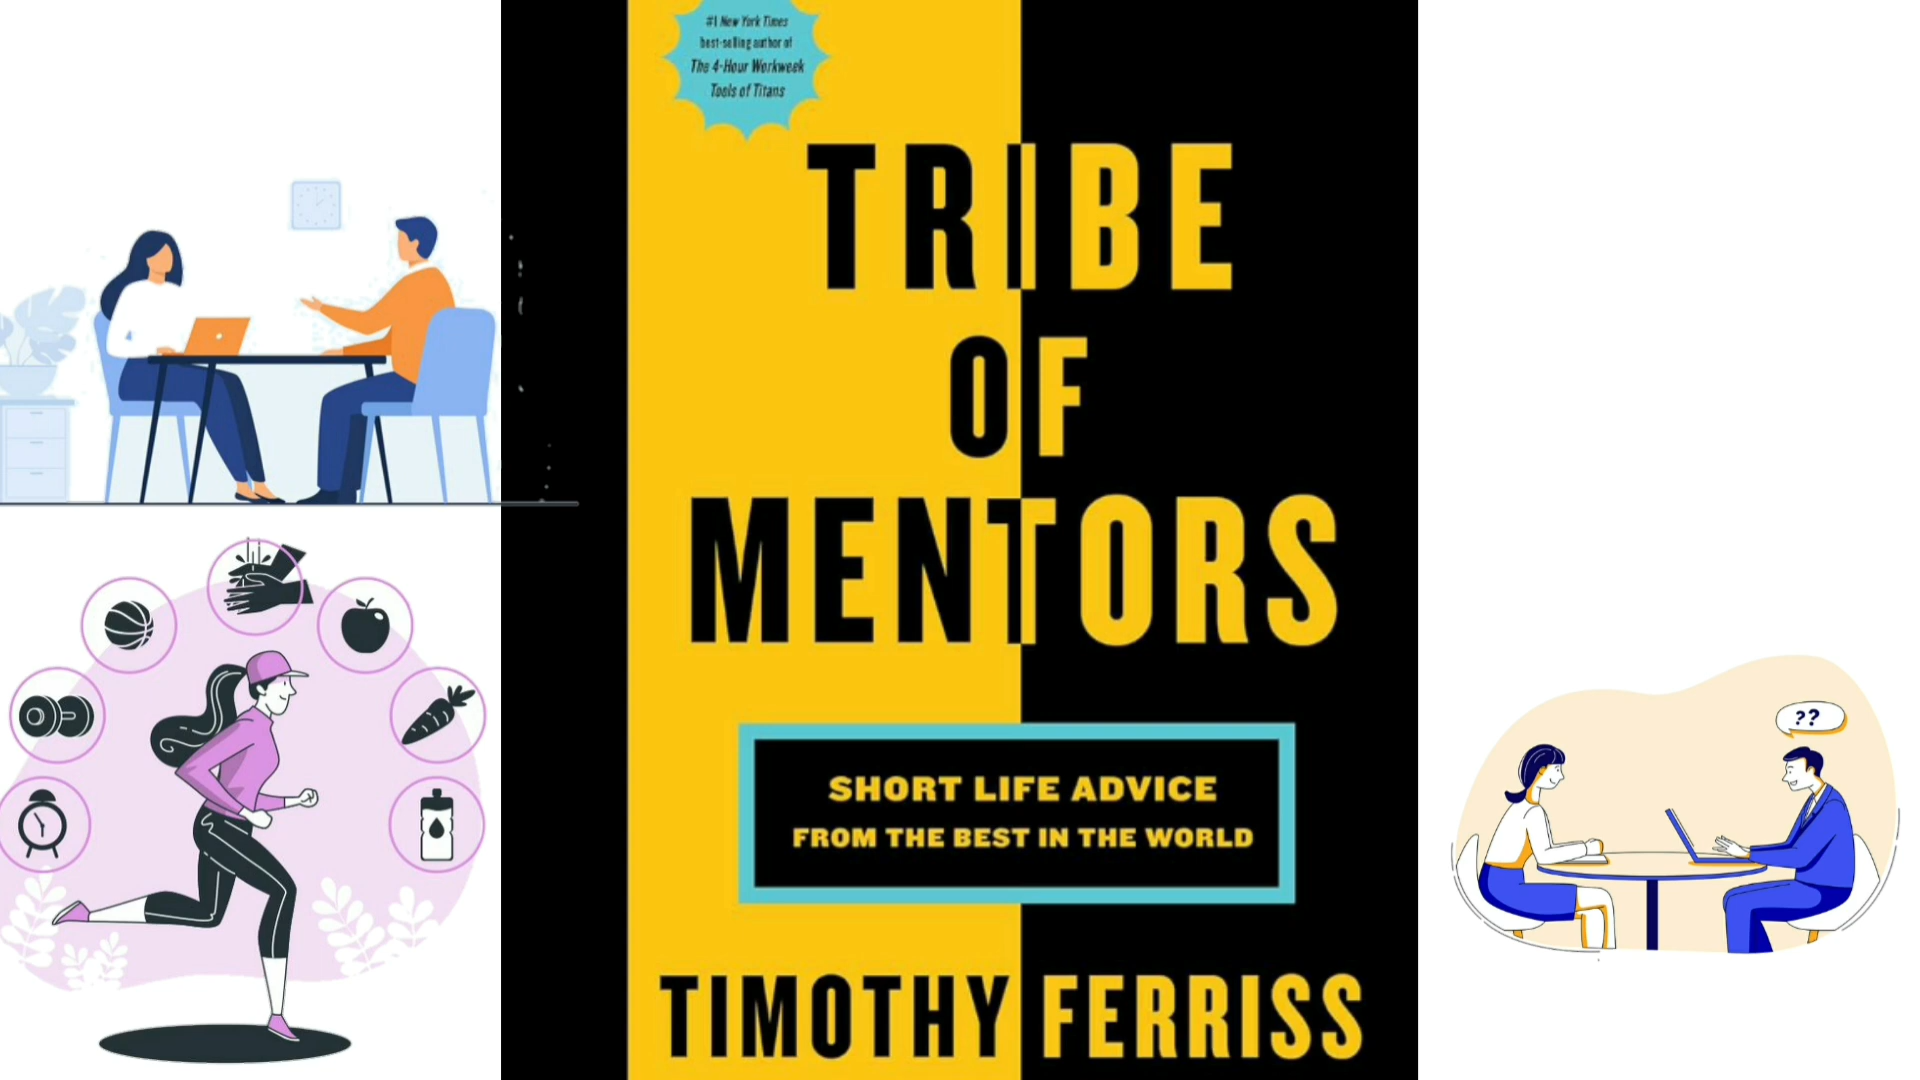 #1 New York Times
best-selling author of
The 4-Hour Workweek
Tools of Titans
TRIBE
OF
MENTORS
SHORT LIFE ADVICE
FROM THE BEST IN THE WORLD
TIMOTHY FERRISS
??